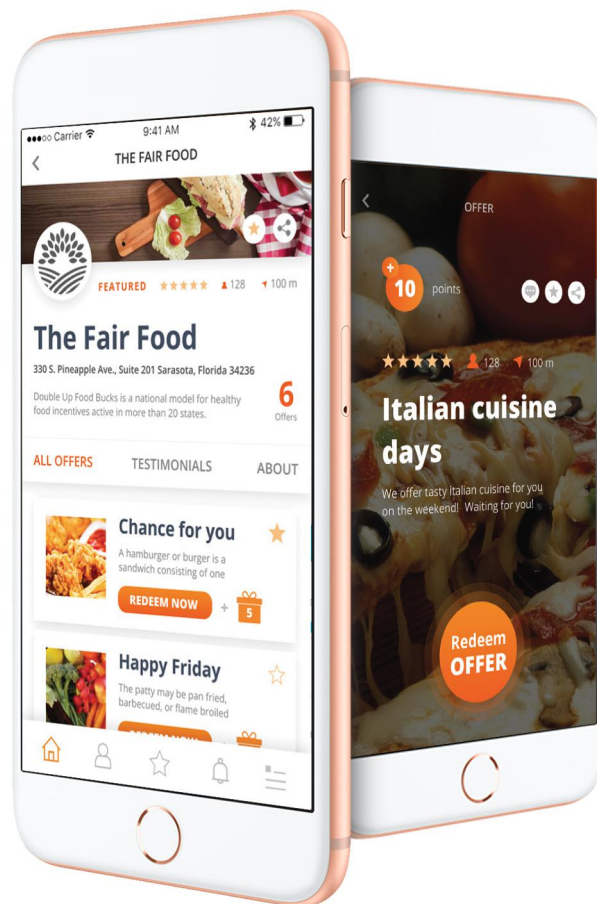 ●●●○○ Carrier 9:41 AM 42%
THE FAIR FOOD
FEATURED 128 100 m
The Fair Food
330 S. Pineapple Ave., Suite 201 Sarasota, Florida 34236
Double Up Food Bucks is a national model for healthy
food incentives active in more than 20 states.
6
Offers
ALL OFFERS TESTIMONIALS ABOUT
Chance for you
A hamburger or burger is a
sandwich consisting of one
REDEEM NOW + 5
Happy Friday
The patty may be pan fried,
barbecued, or flame broiled
REDEEM NOW +
OFFER
+
10 points
128 100 m
Italian cuisine
days
We offer tasty italian cuisine for you
on the weekend! Waiting for you!
Redeem
OFFER